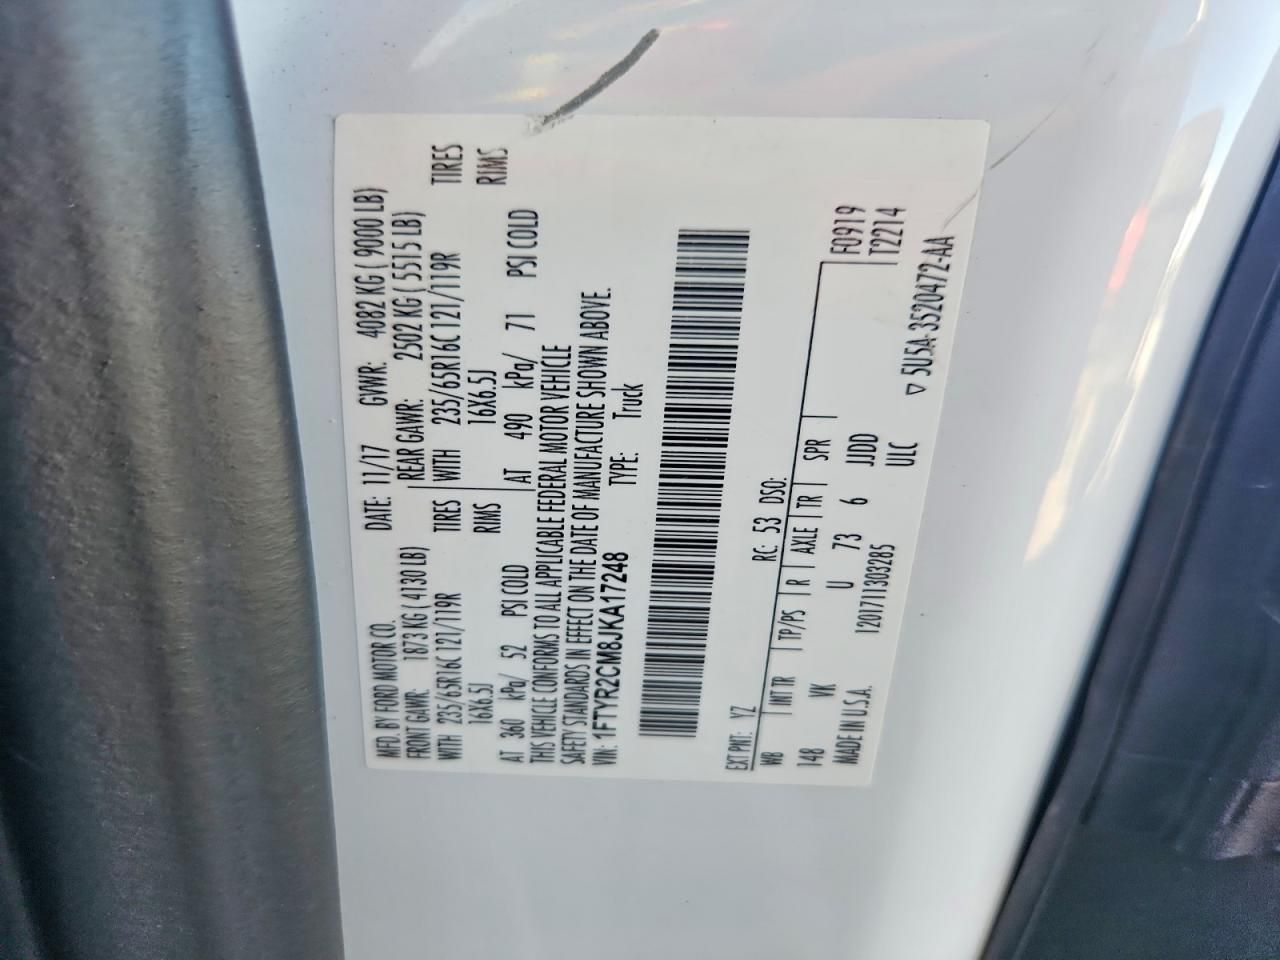 MFD. BY FORD MOTOR CO. DATE: 11/17 GVWR: 4082 KG ( 9000 LB)
FRONT GAWR: 1873 KG ( 4130 LB) REAR GAWR: 2502 KG ( 5515 LB)
WITH 235/65R16C 121/119R TIRES WITH 235/65R16C 121/119R TIRES
16X6.5J RIMS 16X6.5J RIMS
AT 360 kPa/ 52 PSI COLD AT 490 kPa/ 71 PSI COLD
THIS VEHICLE CONFORMS TO ALL APPLICABLE FEDERAL MOTOR VEHICLE
SAFETY STANDARDS IN EFFECT ON THE DATE OF MANUFACTURE SHOWN ABOVE.
VIN: 1FTYR2CM8JKA17248 TYPE: Truck
EXT PNT: YZ RC: 53 DSO:
WB INT TR TP/PS R AXLE TR SPR F0919
148 VK U 73 6 JJDD T2214
MADE IN U.S.A. 1201711303285 ULC
▽ 5U5A-3520472-AA